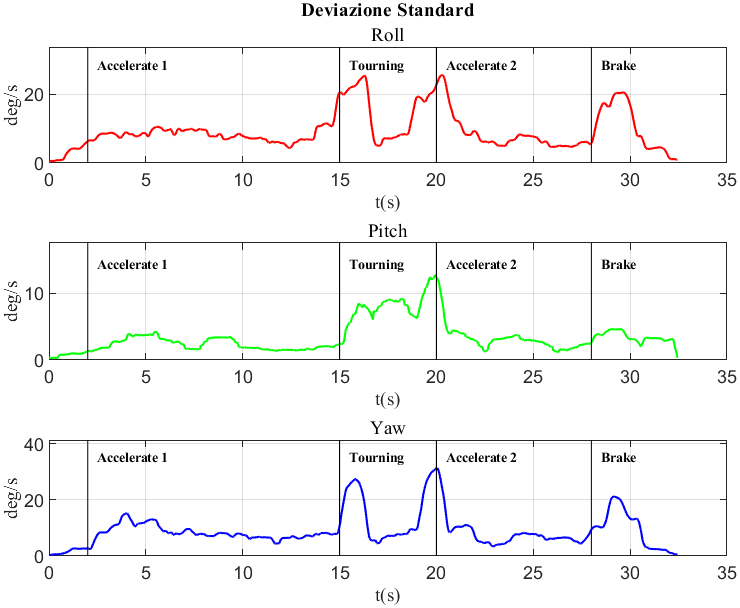 Deviazione Standard
Roll
Accelerate 1 Tourning Accelerate 2 Brake
deg/s
20
0
0 5 10 15 20 25 30 35
t(s)
Pitch
Accelerate 1 Tourning Accelerate 2 Brake
deg/s
10
0
0 5 10 15 20 25 30 35
t(s)
Yaw
40
Accelerate 1 Tourning Accelerate 2 Brake
deg/s
20
0
0 5 10 15 20 25 30 35
t(s)